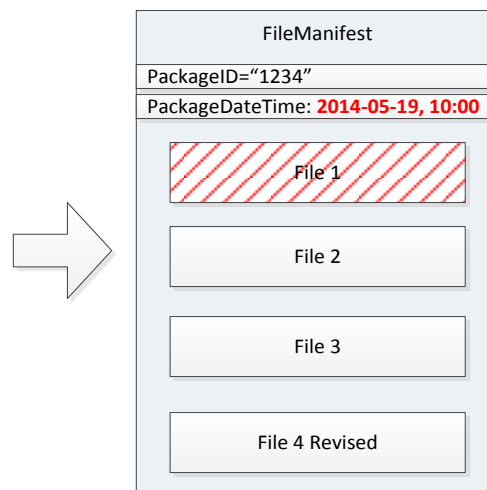 FileManifest
PackageID=“1234”
PackageDateTime: 2014-05-19, 10:00
File 1
File 2
File 3
File 4 Revised